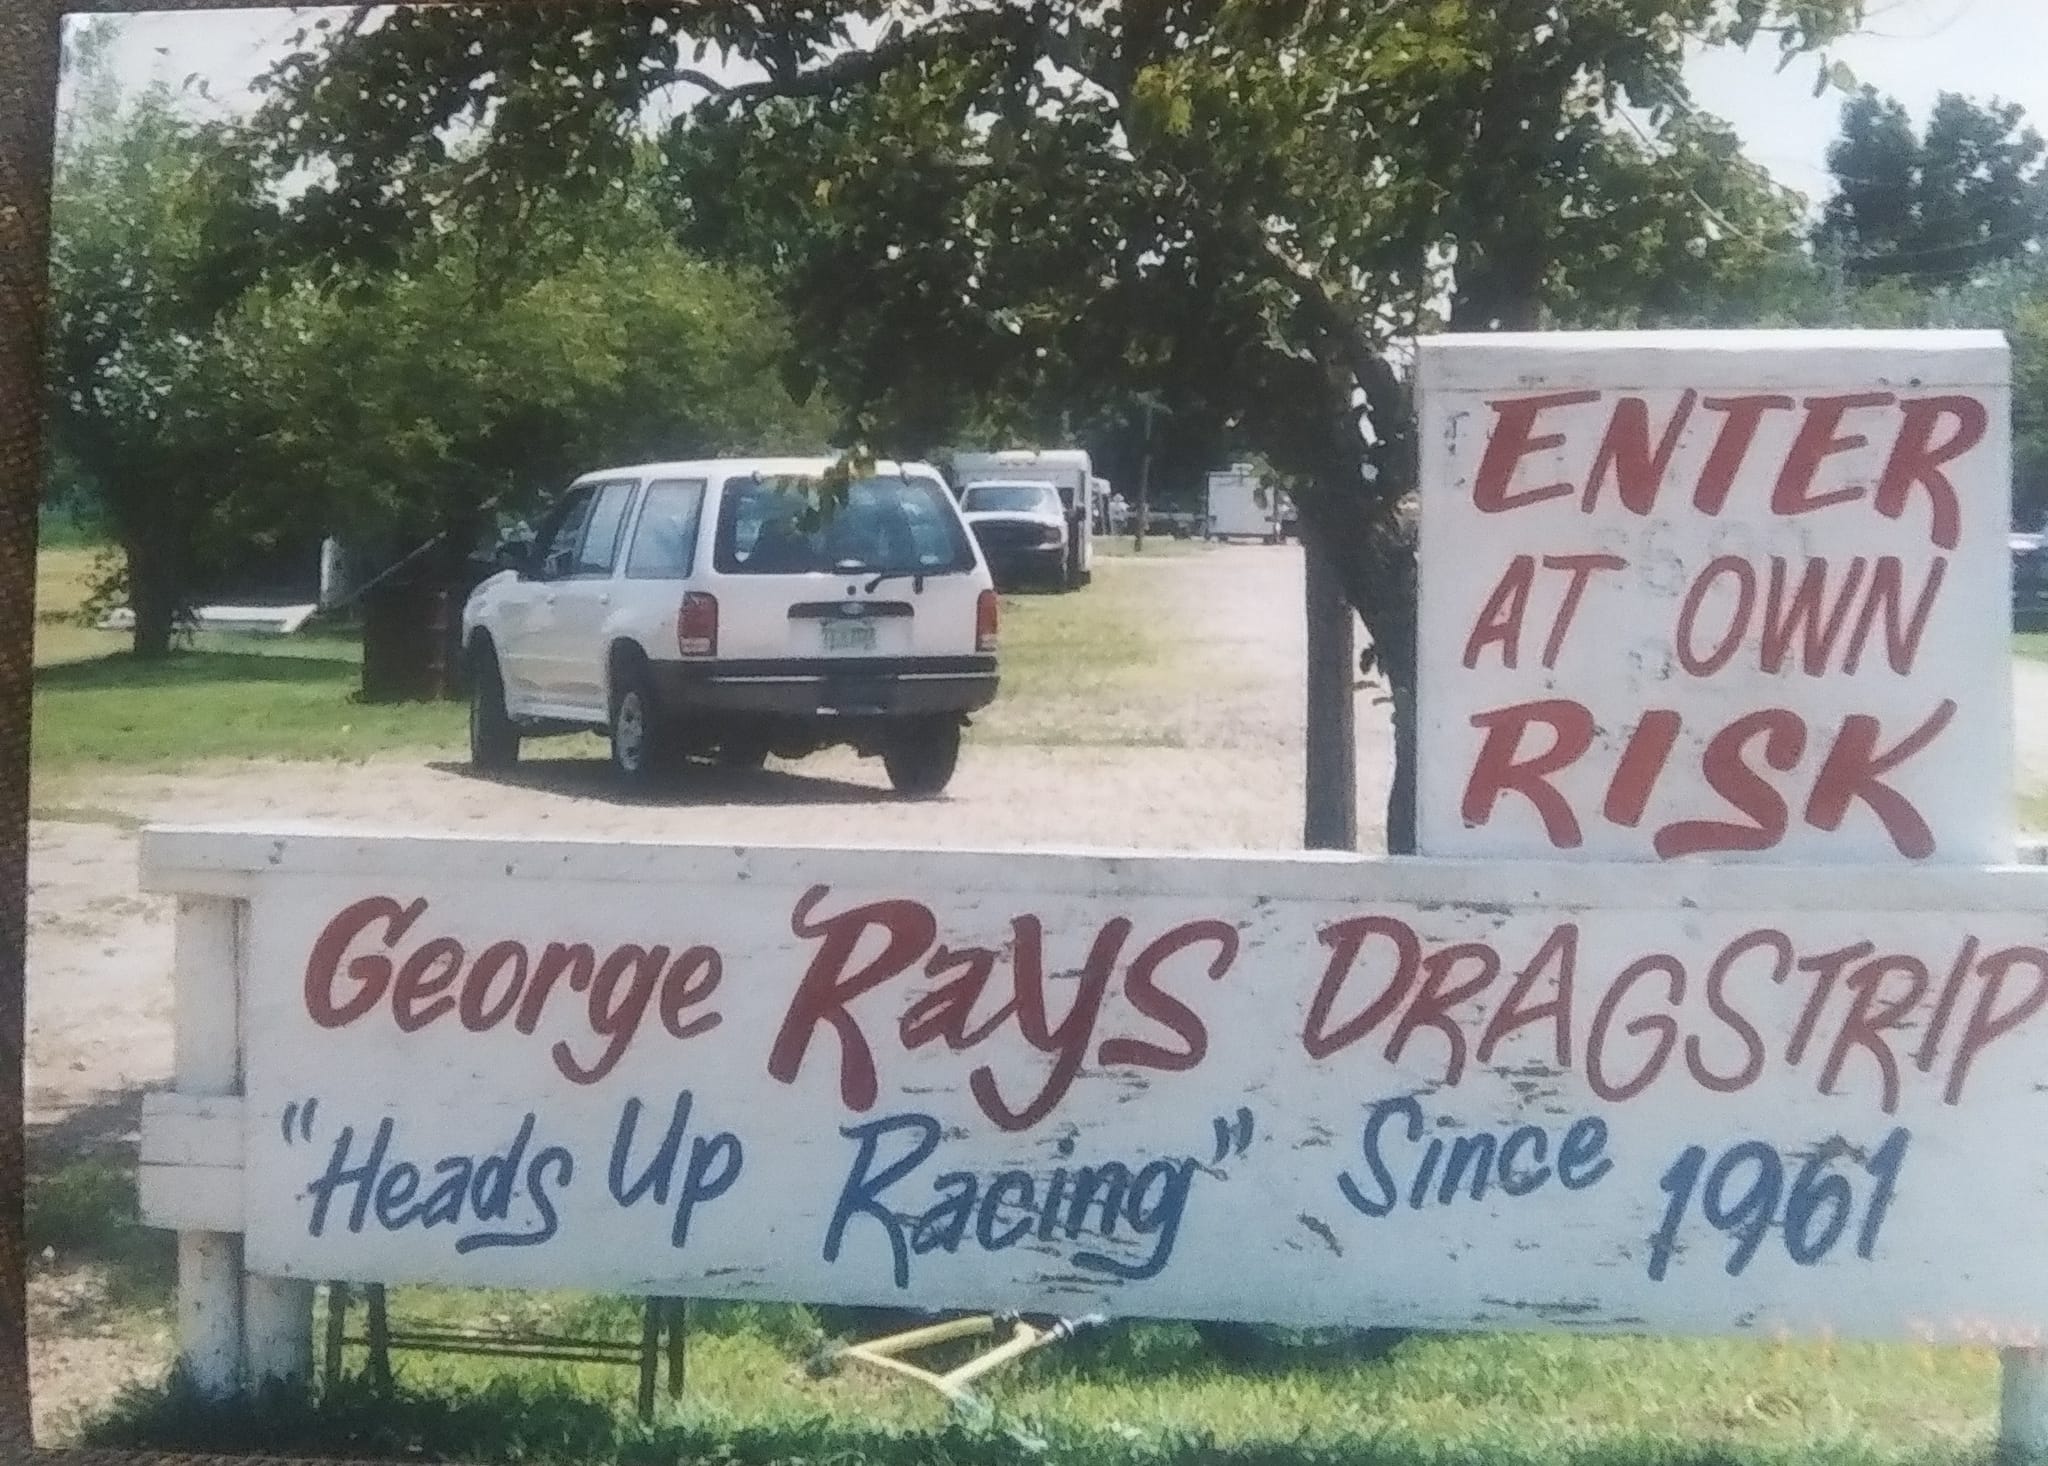 ENTER
AT OWN
RISK
George RaYS DRAGSTRIP
"Heads Up Racing" Since 1961